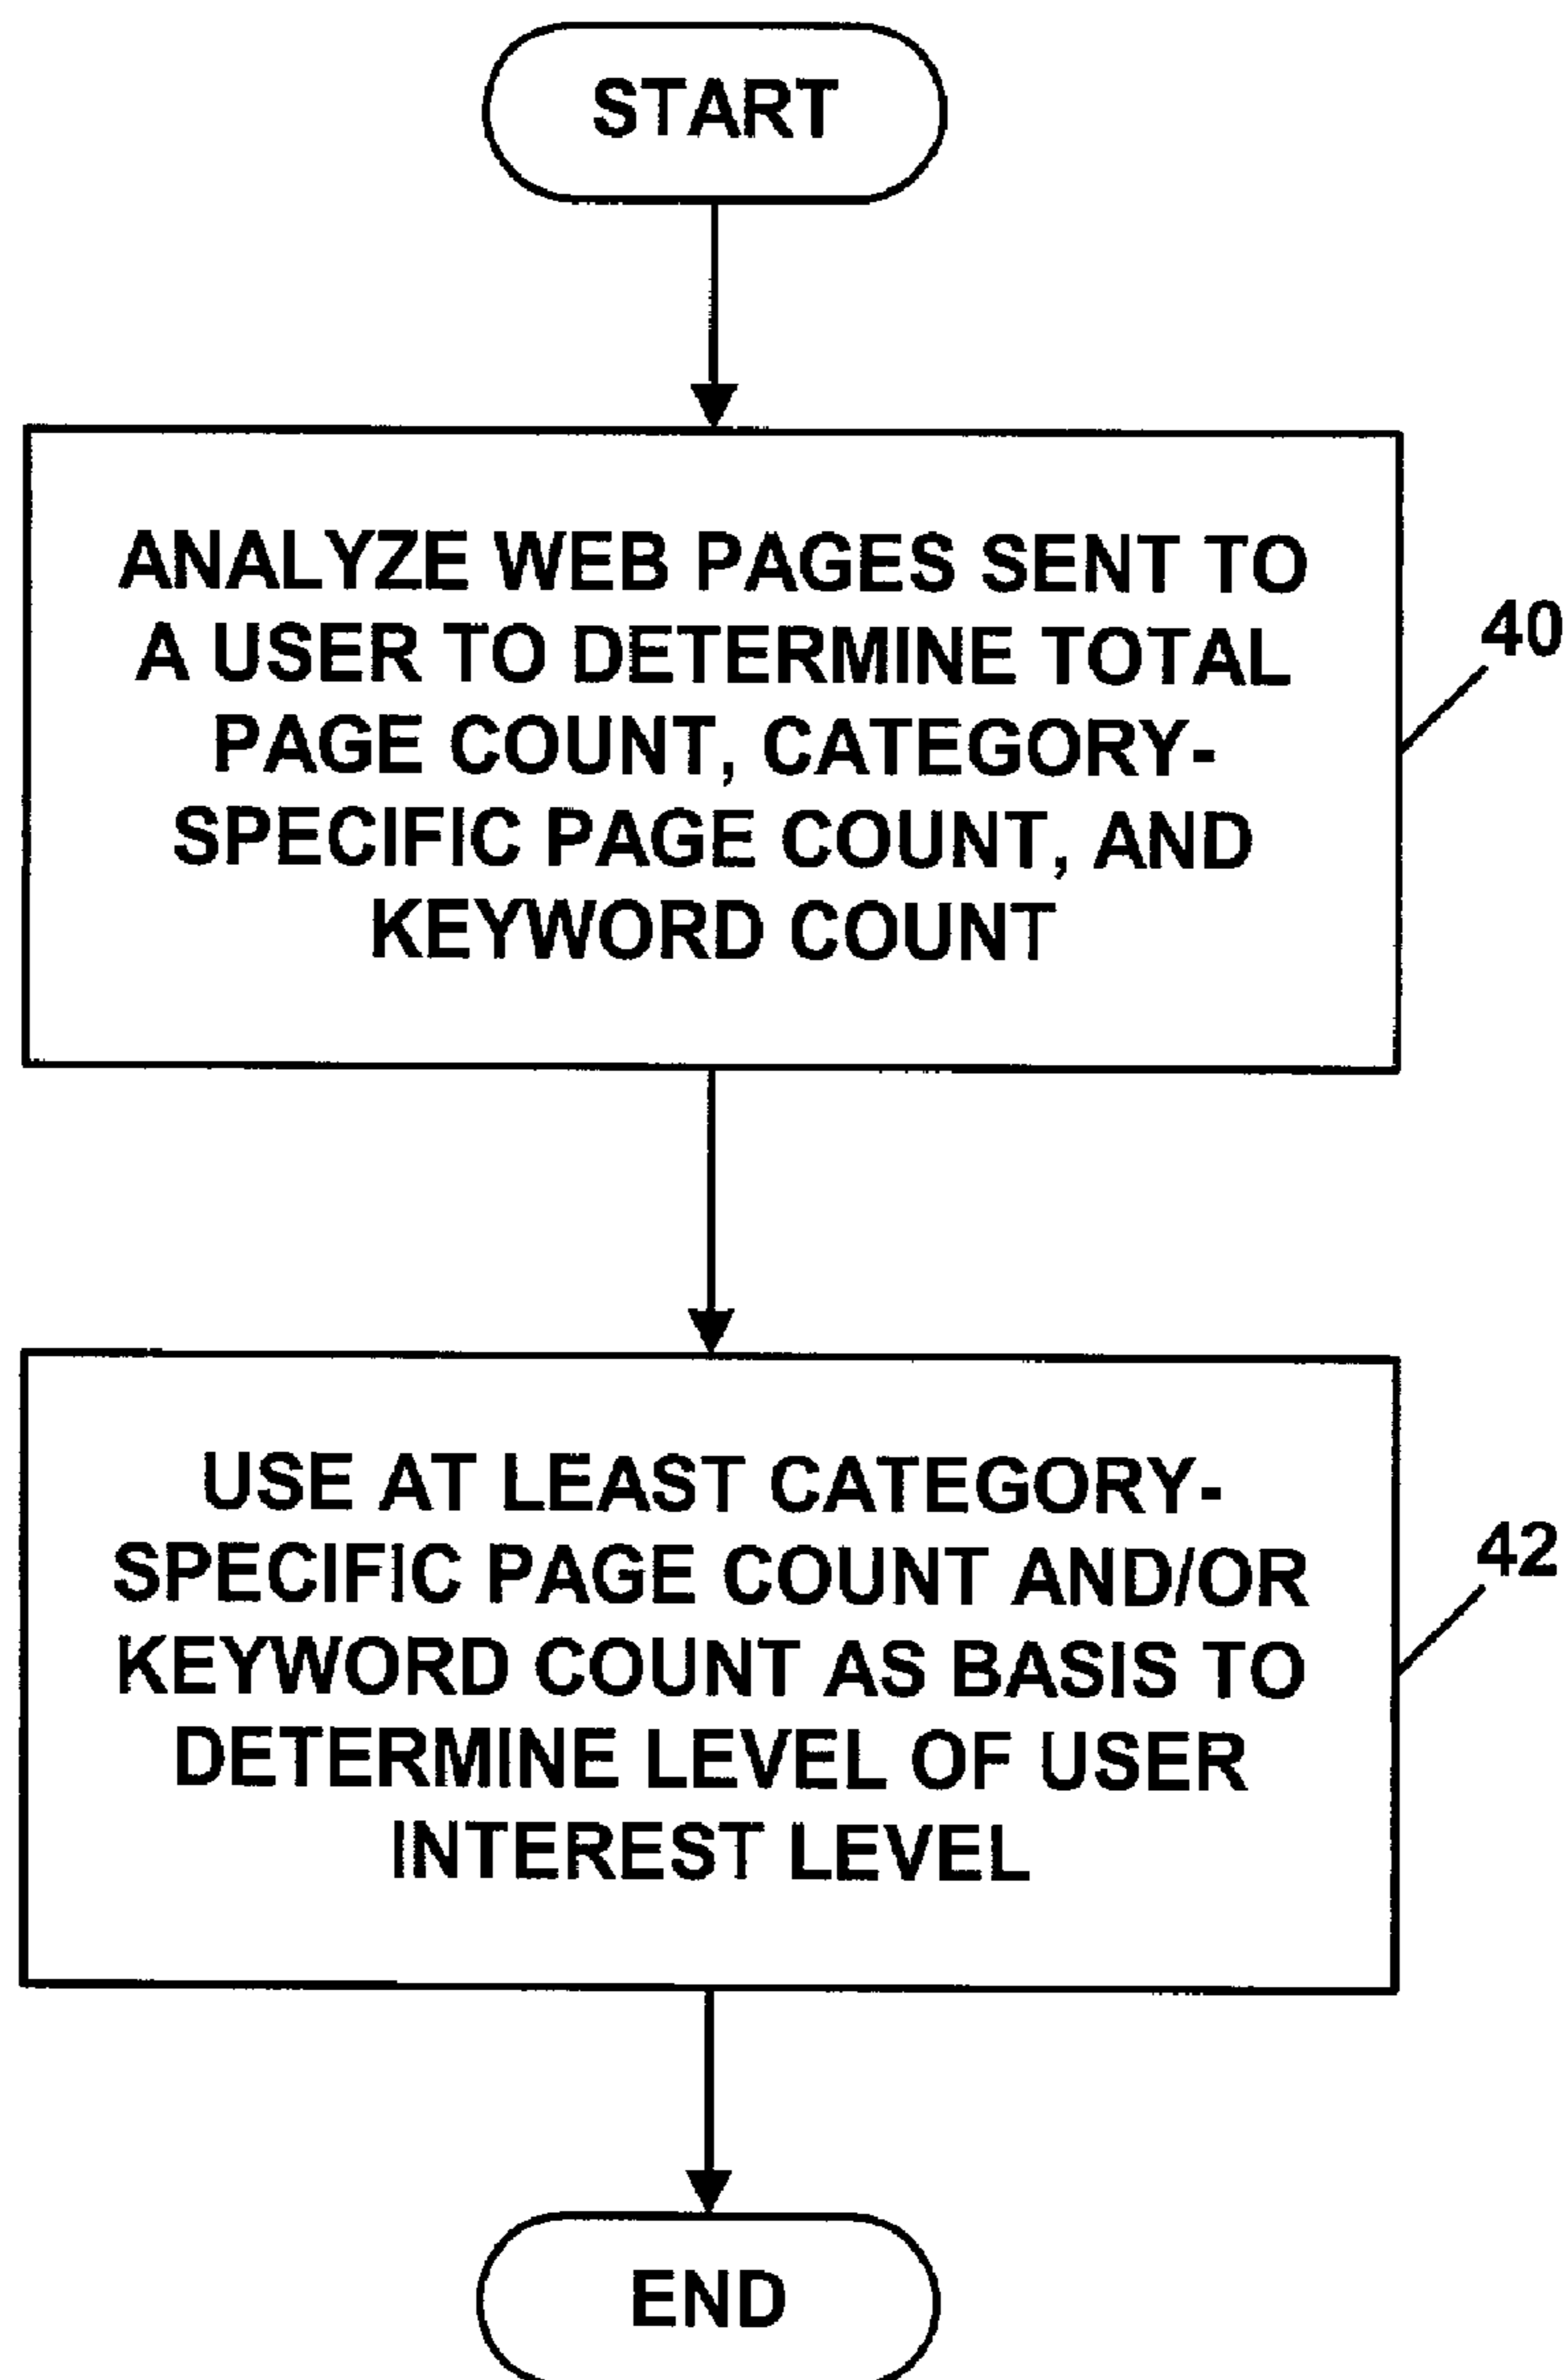 START
ANALYZE WEB PAGES SENT TO
A USER TO DETERMINE TOTAL
PAGE COUNT, CATEGORY-
SPECIFIC PAGE COUNT, AND
KEYWORD COUNT
40
USE AT LEAST CATEGORY-
SPECIFIC PAGE COUNT AND/OR
KEYWORD COUNT AS BASIS TO
DETERMINE LEVEL OF USER
INTEREST LEVEL
42
END